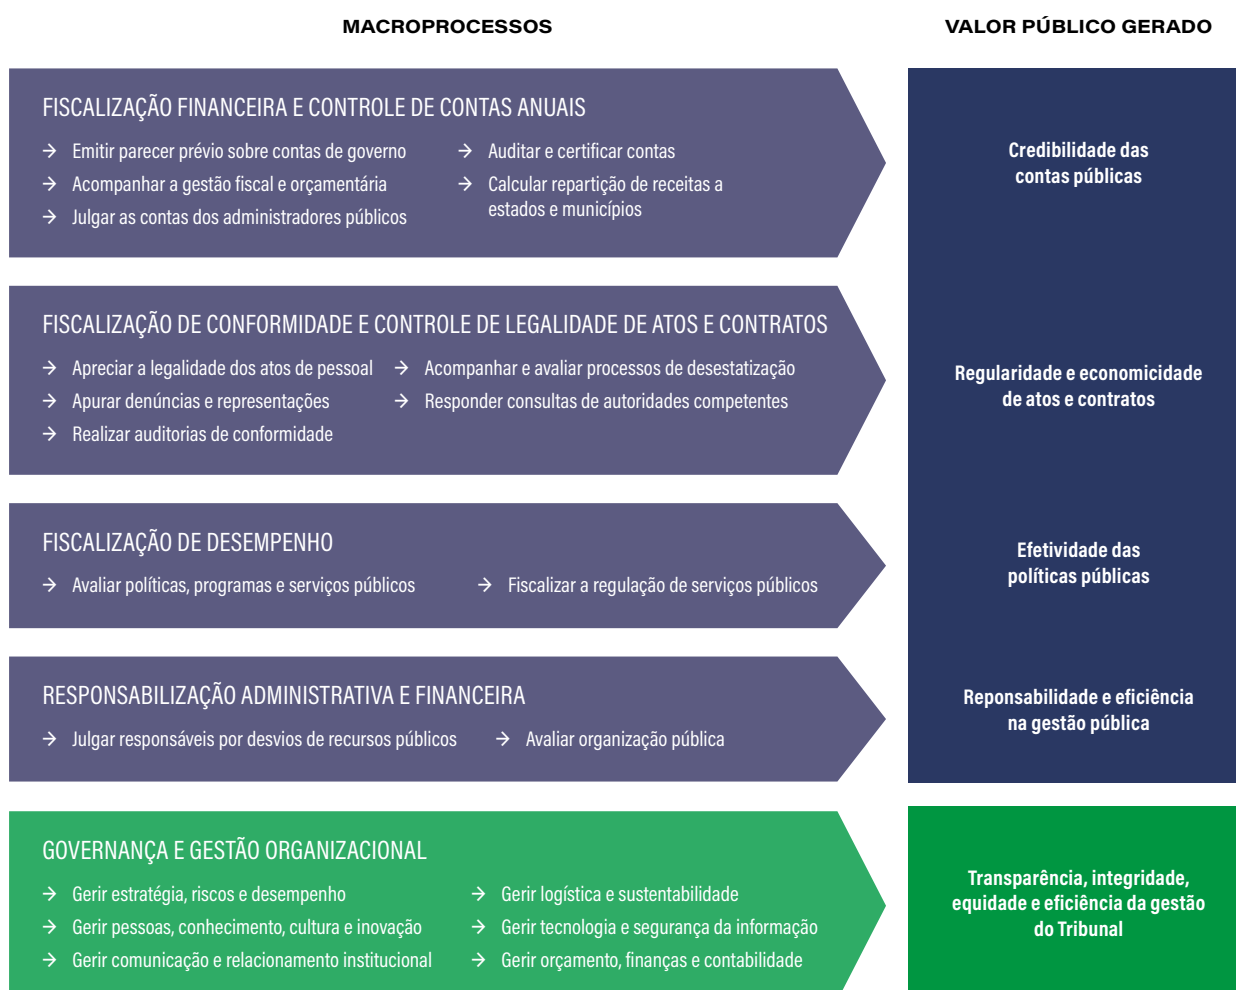 MACROPROCESSOS
VALOR PÚBLICO GERADO
FISCALIZAÇÃO FINANCEIRA E CONTROLE DE CONTAS ANUAIS
→ Emitir parecer prévio sobre contas de governo
→ Acompanhar a gestão fiscal e orçamentária
→ Julgar as contas dos administradores públicos
→ Auditar e certificar contas
→ Calcular repartição de receitas a
estados e municípios
Credibilidade das
contas públicas
FISCALIZAÇÃO DE CONFORMIDADE E CONTROLE DE LEGALIDADE DE ATOS E CONTRATOS
→ Apreciar a legalidade dos atos de pessoal
→ Apurar denúncias e representações
→ Realizar auditorias de conformidade
→ Acompanhar e avaliar processos de desestatização
→ Responder consultas de autoridades competentes
Regularidade e economicidade
de atos e contratos
FISCALIZAÇÃO DE DESEMPENHO
→ Avaliar políticas, programas e serviços públicos
→ Fiscalizar a regulação de serviços públicos
Efetividade das
políticas públicas
RESPONSABILIZAÇÃO ADMINISTRATIVA E FINANCEIRA
→ Julgar responsáveis por desvios de recursos públicos
→ Avaliar organização pública
Reponsabilidade e eficiência
na gestão pública
GOVERNANÇA E GESTÃO ORGANIZACIONAL
→ Gerir estratégia, riscos e desempenho
→ Gerir pessoas, conhecimento, cultura e inovação
→ Gerir comunicação e relacionamento institucional
→ Gerir logística e sustentabilidade
→ Gerir tecnologia e segurança da informação
→ Gerir orçamento, finanças e contabilidade
Transparência, integridade,
equidade e eficiência da gestão
do Tribunal